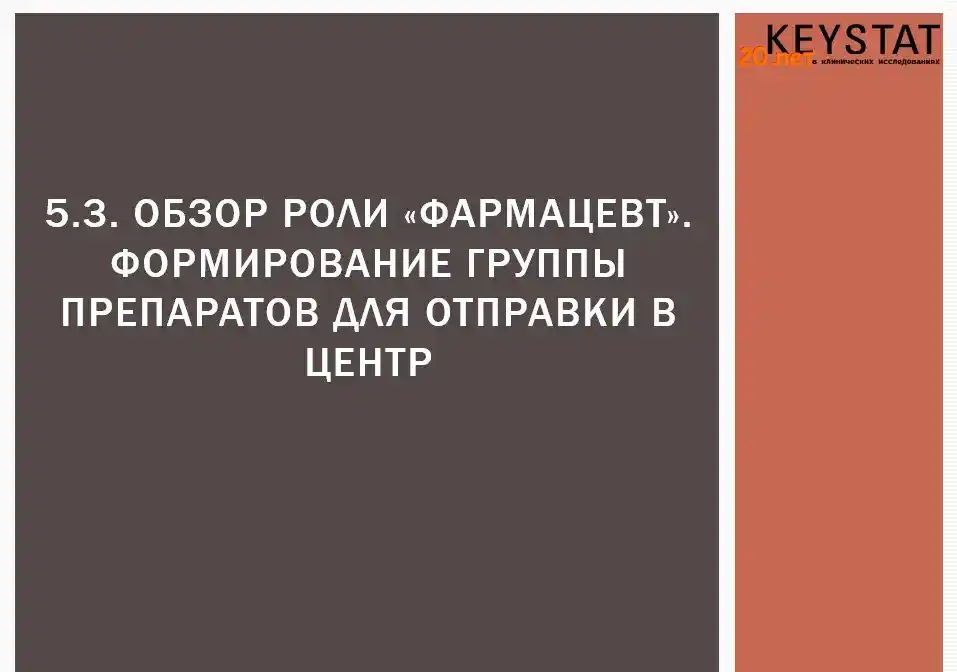 KEYSTAT
20 лет
в клинических исследованиях
5.3. ОБЗОР РОЛИ «ФАРМАЦЕВТ».
ФОРМИРОВАНИЕ ГРУППЫ
ПРЕПАРАТОВ ДЛЯ ОТПРАВКИ В
ЦЕНТР